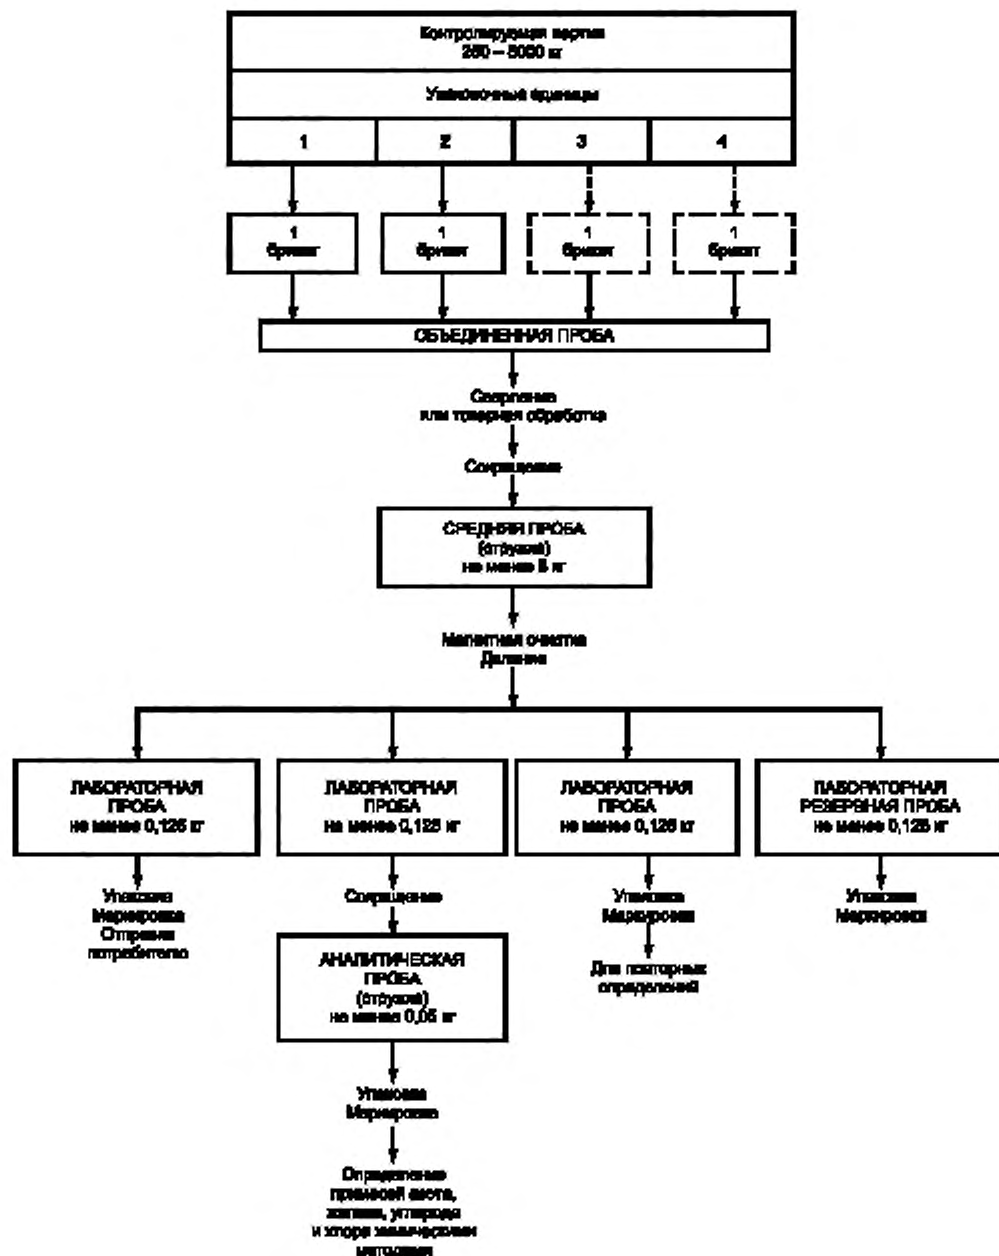 Контролируемая партия
250 – 5000 кг
Упаковочные единицы
1
2
3
4
1
брикет
1
брикет
1
брикет
1
брикет
ОБЪЕДИНЕННАЯ ПРОБА
Сверление
или токарная обработка
Сокращение
СРЕДНЯЯ ПРОБА
(стружка)
не менее кг
Магнитная очистка
Деление
ЛАБОРАТОРНАЯ
ПРОБА
не менее 0,125 кг
ЛАБОРАТОРНАЯ
ПРОБА
не менее 0,125 кг
ЛАБОРАТОРНАЯ
ПРОБА
не менее 0,125 кг
ЛАБОРАТОРНАЯ
РЕЗЕРВНАЯ ПРОБА
не менее 0,125 кг
Упаковка
Маркировка
Отправка
потребителю
Сокращение
Упаковка
Маркировка
Упаковка
Маркировка
АНАЛИТИЧЕСКАЯ
ПРОБА
(стружка)
не менее 0,05 кг
Для повторных
определений
Упаковка
Маркировка
Определение
примесей азота,
железа, углерода
и хлора химическими
методами